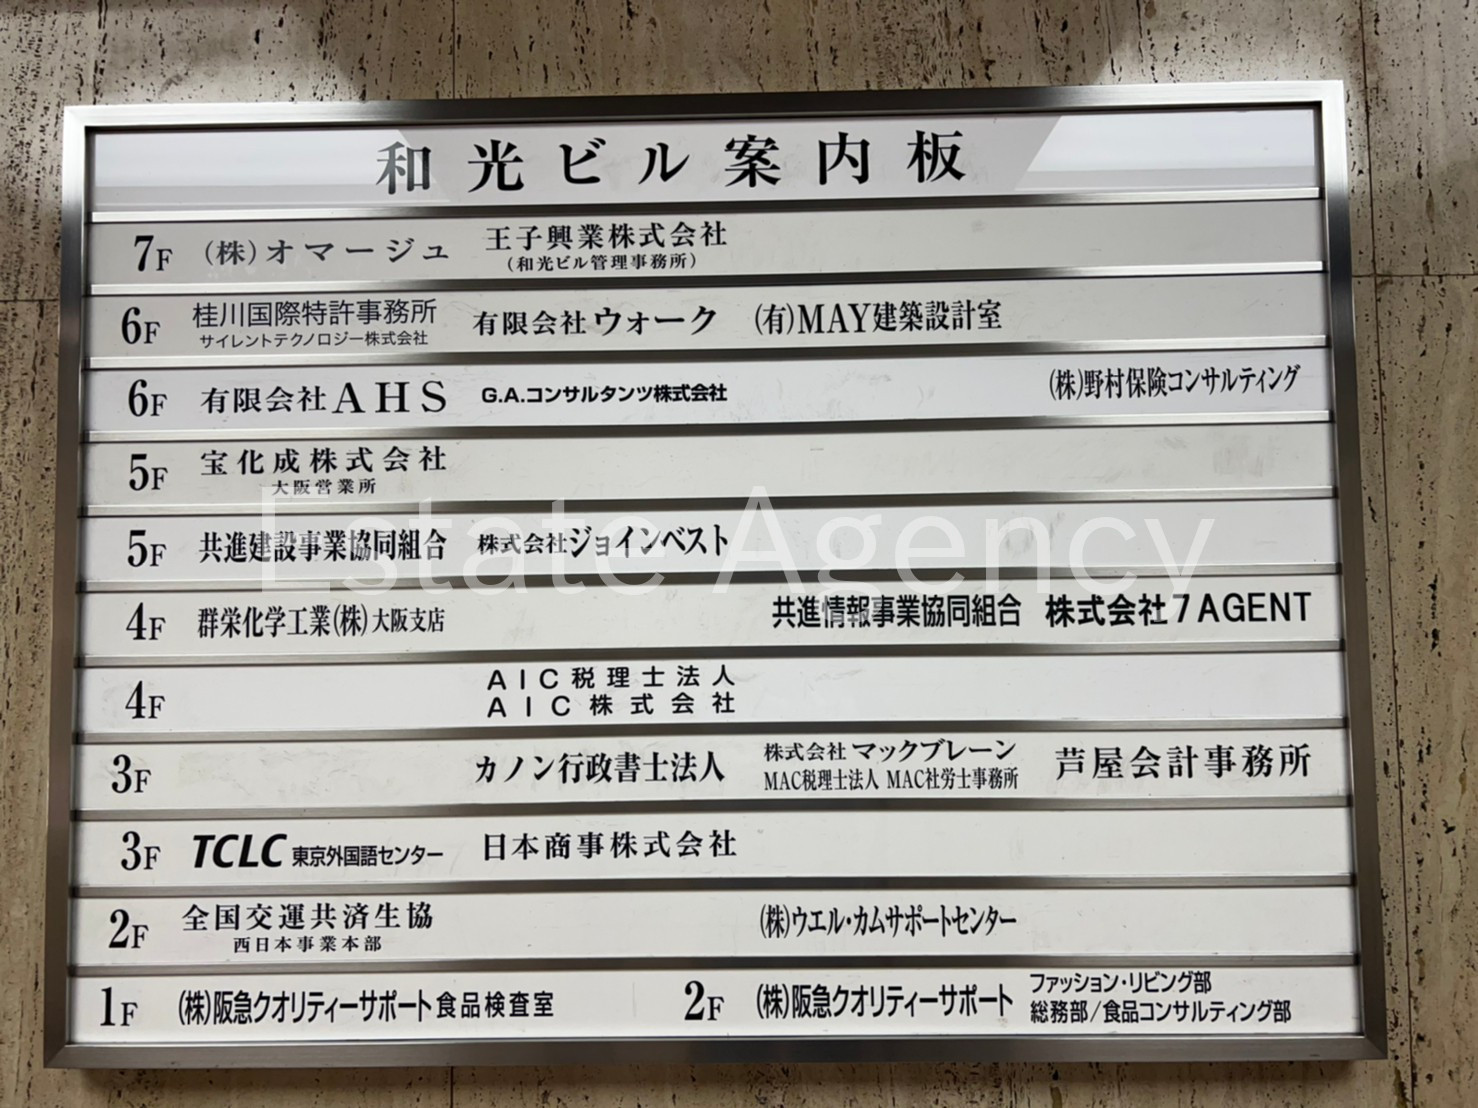 和光ビル案内板
7F (株)オマージュ 王子興業株式会社
(和光ビル管理事務所)
6F 桂川国際特許事務所 有限会社ウォーク (有)MAY建築設計室
サイレントテクノロジー株式会社
6F 有限会社AHS G.A.コンサルタンツ株式会社 (株)野村保険コンサルティング
5F 宝化成株式会社
大阪営業所
5F 共進建設事業協同組合 株式会社ジョインベスト
Estate Agency
4F 群栄化学工業(株)大阪支店 共進情報事業協同組合 株式会社7AGENT
4F AIC税理士法人
AIC株式会社
3F カノン行政書士法人 株式会社マックブレーン 芦屋会計事務所
MAC税理士法人 MAC社労士事務所
3F TCLC 東京外国語センター 日本商事株式会社
2F 全国交運共済生協 (株)ウエル・カムサポートセンター
西日本事業本部
1F (株)阪急クオリティーサポート食品検査室 2F (株)阪急クオリティーサポート ファッション・リビング部
総務部/食品コンサルティング部